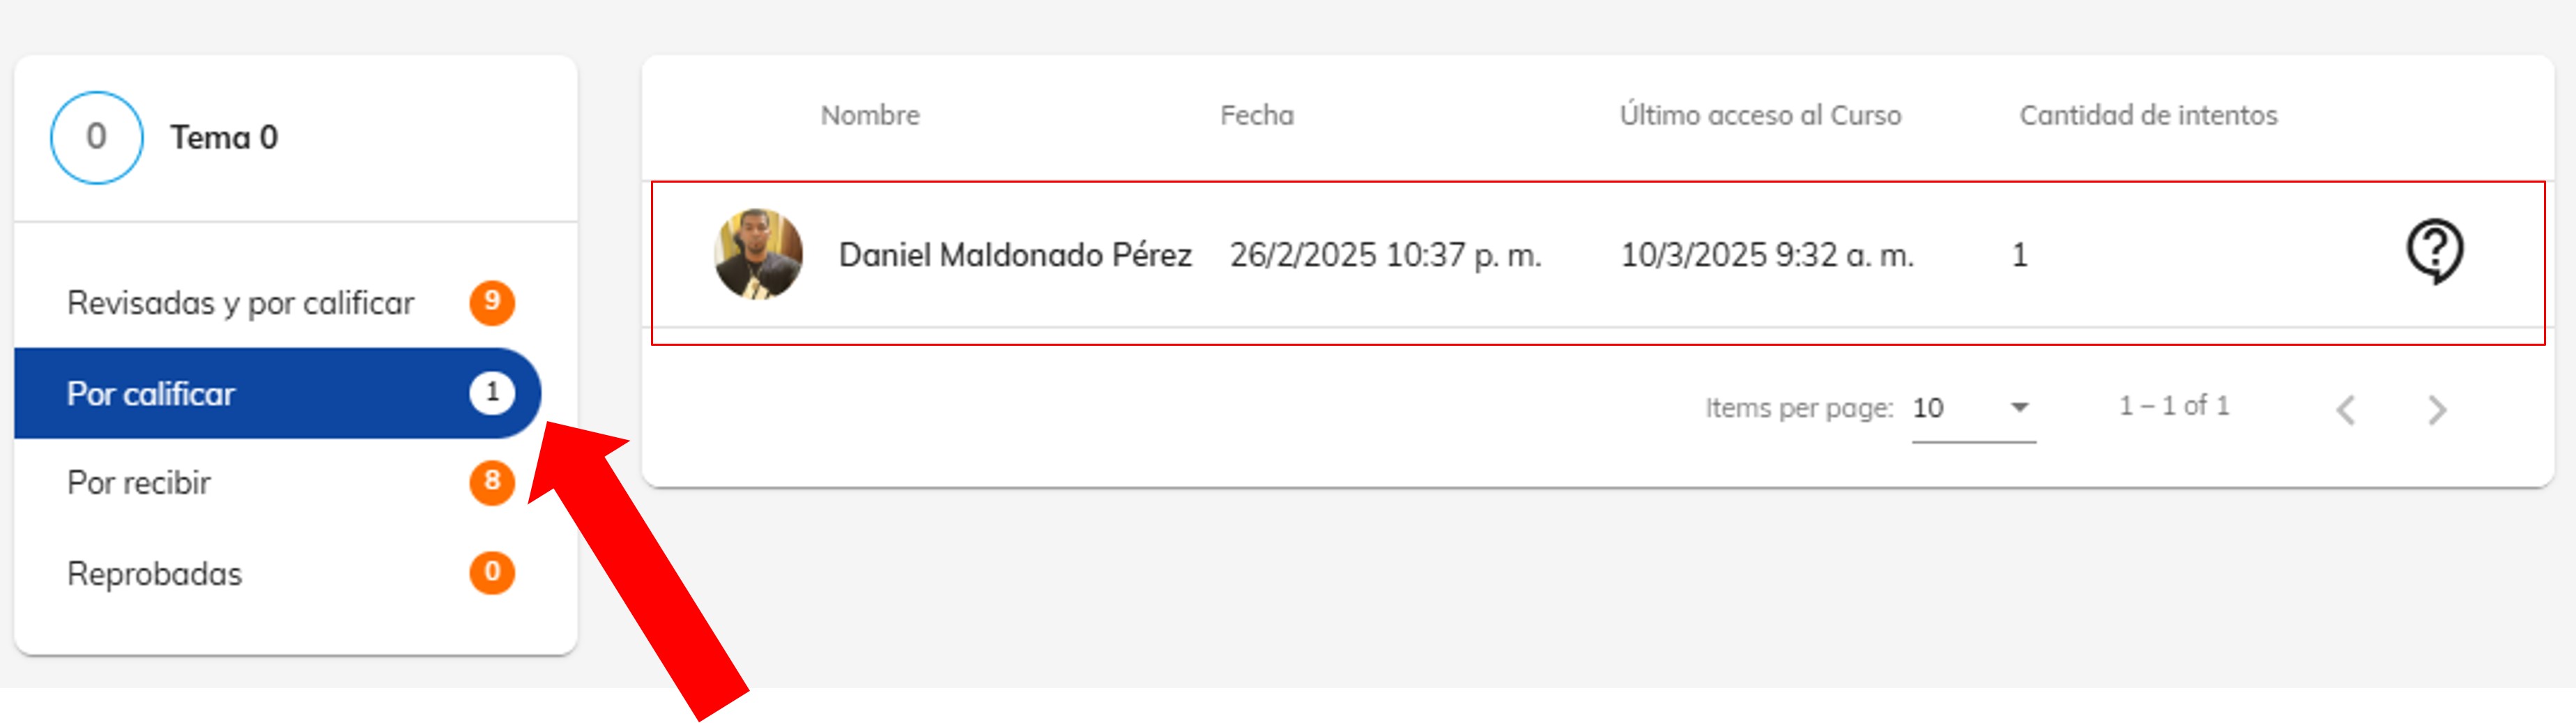 0 Tema 0
Revisadas y por calificar 9
Por calificar 1
Por recibir 8
Reprobadas 0
Nombre Fecha Último acceso al Curso Cantidad de intentos
Daniel Maldonado Pérez 26/2/2025 10:37 p. m. 10/3/2025 9:32 a. m. 1 ?
Items per page: 10 1 – 1 of 1